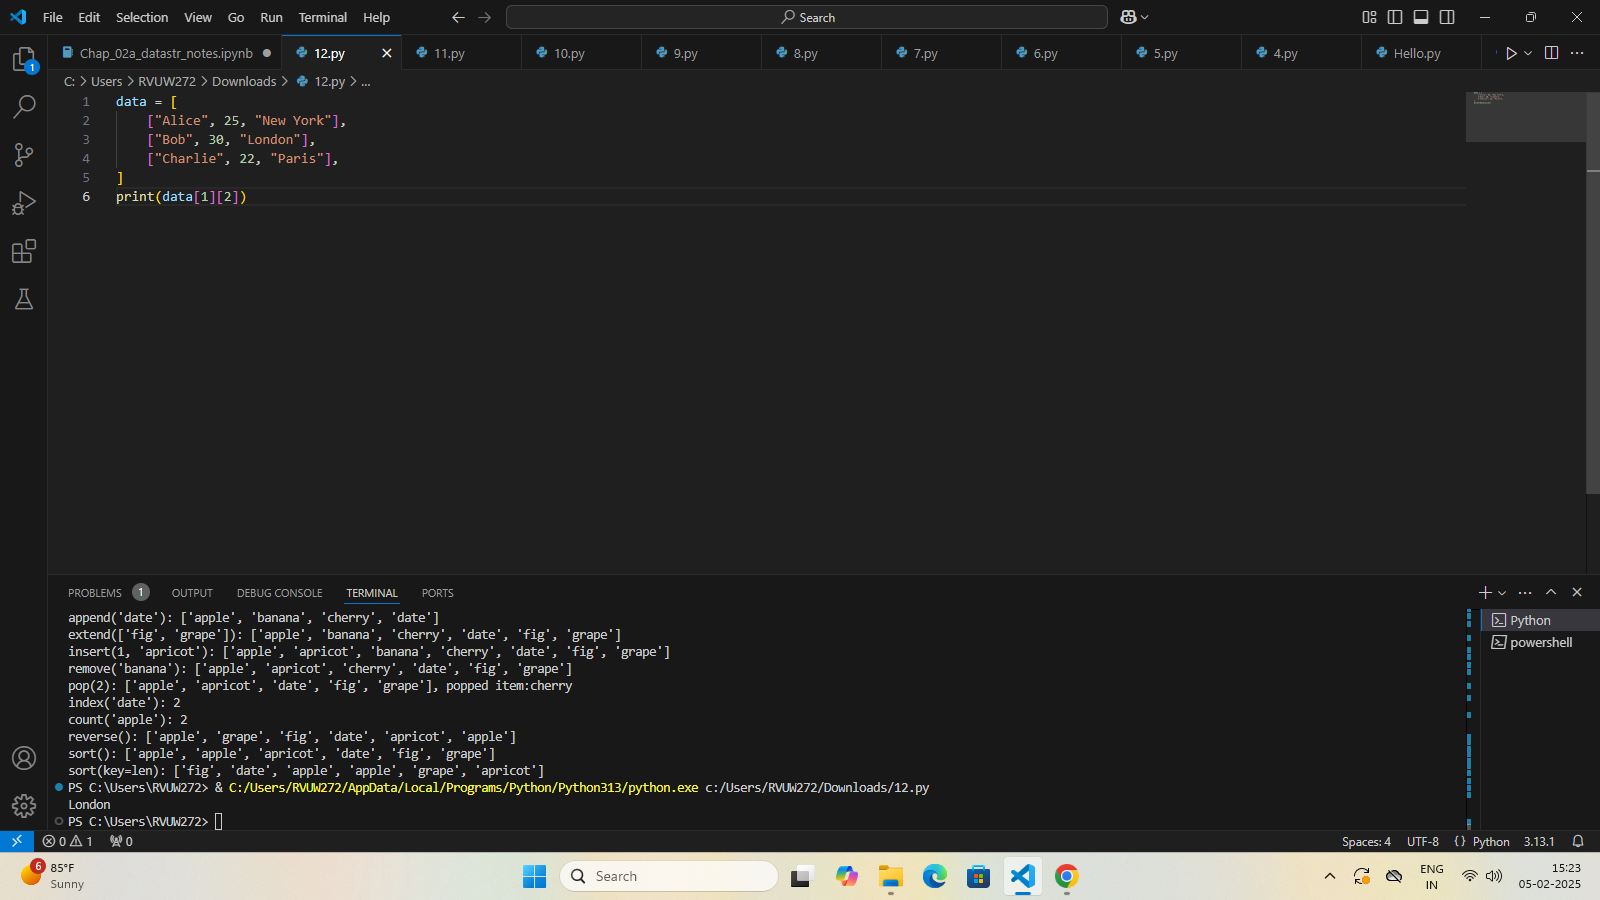 File Edit Selection View Go Run Terminal Help Search
Chap_02a_datastr_notes.ipynb 12.py 11.py 10.py 9.py 8.py 7.py 6.py 5.py 4.py Hello.py
1
C: > Users > RVUW272 > Downloads > 12.py > ...
1 data = [
2 ["Alice", 25, "New York"],
3 ["Bob", 30, "London"],
4 ["Charlie", 22, "Paris"],
5 ]
6 print(data[1][2])
PROBLEMS 1 OUTPUT DEBUG CONSOLE TERMINAL PORTS
append('date'): ['apple', 'banana', 'cherry', 'date']
extend(['fig', 'grape']): ['apple', 'banana', 'cherry', 'date', 'fig', 'grape']
insert(1, 'apricot'): ['apple', 'apricot', 'banana', 'cherry', 'date', 'fig', 'grape']
remove('banana'): ['apple', 'apricot', 'cherry', 'date', 'fig', 'grape']
pop(2): ['apple', 'apricot', 'date', 'fig', 'grape'], popped item:cherry
index('date'): 2
count('apple'): 2
reverse(): ['apple', 'grape', 'fig', 'date', 'apricot', 'apple']
sort(): ['apple', 'apple', 'apricot', 'date', 'fig', 'grape']
sort(key=len): ['fig', 'date', 'apple', 'apple', 'grape', 'apricot']
PS C:\Users\RVUW272> & C:/Users/RVUW272/AppData/Local/Programs/Python/Python313/python.exe c:/Users/RVUW272/Downloads/12.py
London
PS C:\Users\RVUW272>
Python
powershell
0 1 0 Spaces: 4 UTF-8 { } Python 3.13.1
6 85°F
Sunny
Search
ENG
IN
15:23
05-02-2025